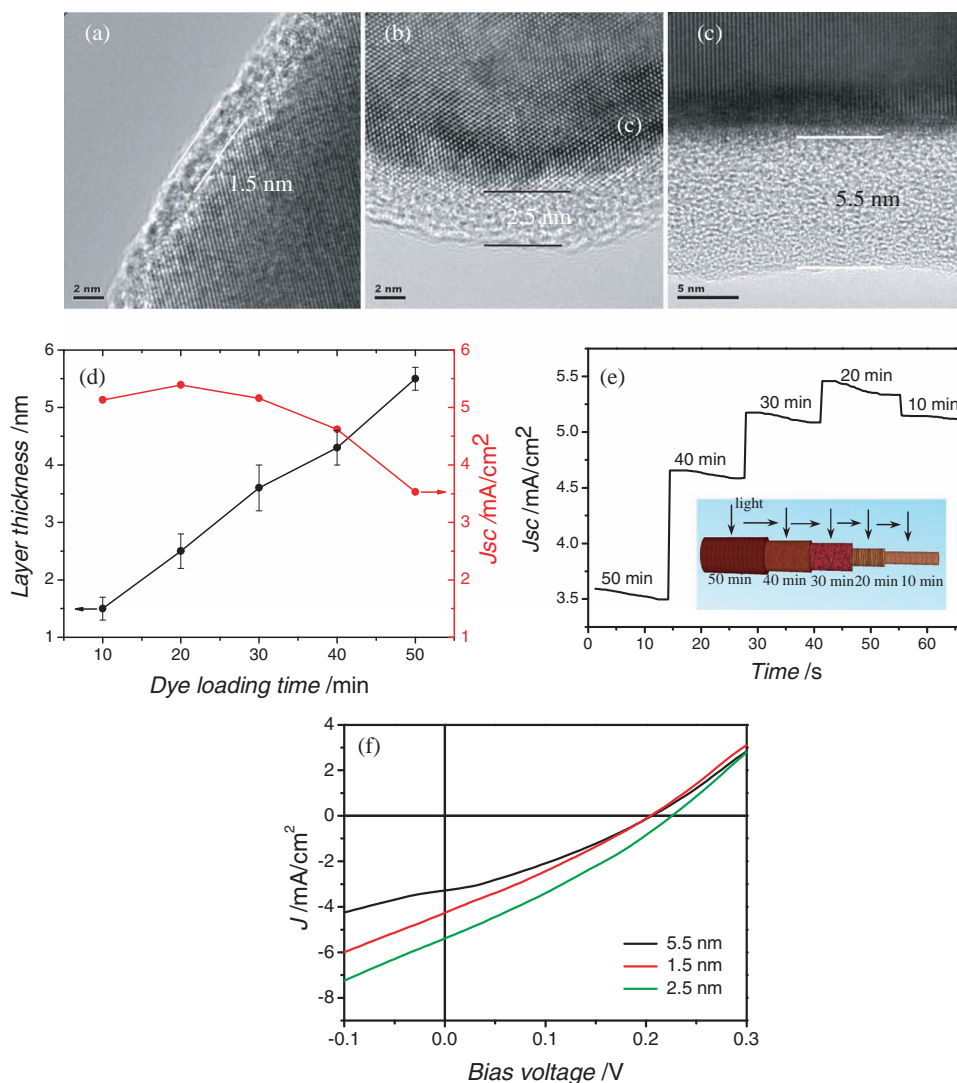 (a)
1.5 nm
2 nm
(b)
(c)
2.5 nm
2 nm
(c)
5.5 nm
5 nm
(d)
Layer thickness /nm
6
5
4
3
2
1
10 20 30 40 50
Dye loading time /min
6
5
4
3
2
1
Jsc /mA/cm2
(e)
Jsc /mA/cm2
5.5
5.0
4.5
4.0
3.5
50 min
40 min
30 min
20 min
10 min
light
50 min 40 min 30 min 20 min 10 min
0 10 20 30 40 50 60
Time /s
(f)
J /mA/cm2
4
2
0
-2
-4
-6
-8
5.5 nm
1.5 nm
2.5 nm
-0.1 0.0 0.1 0.2 0.3
Bias voltage /V